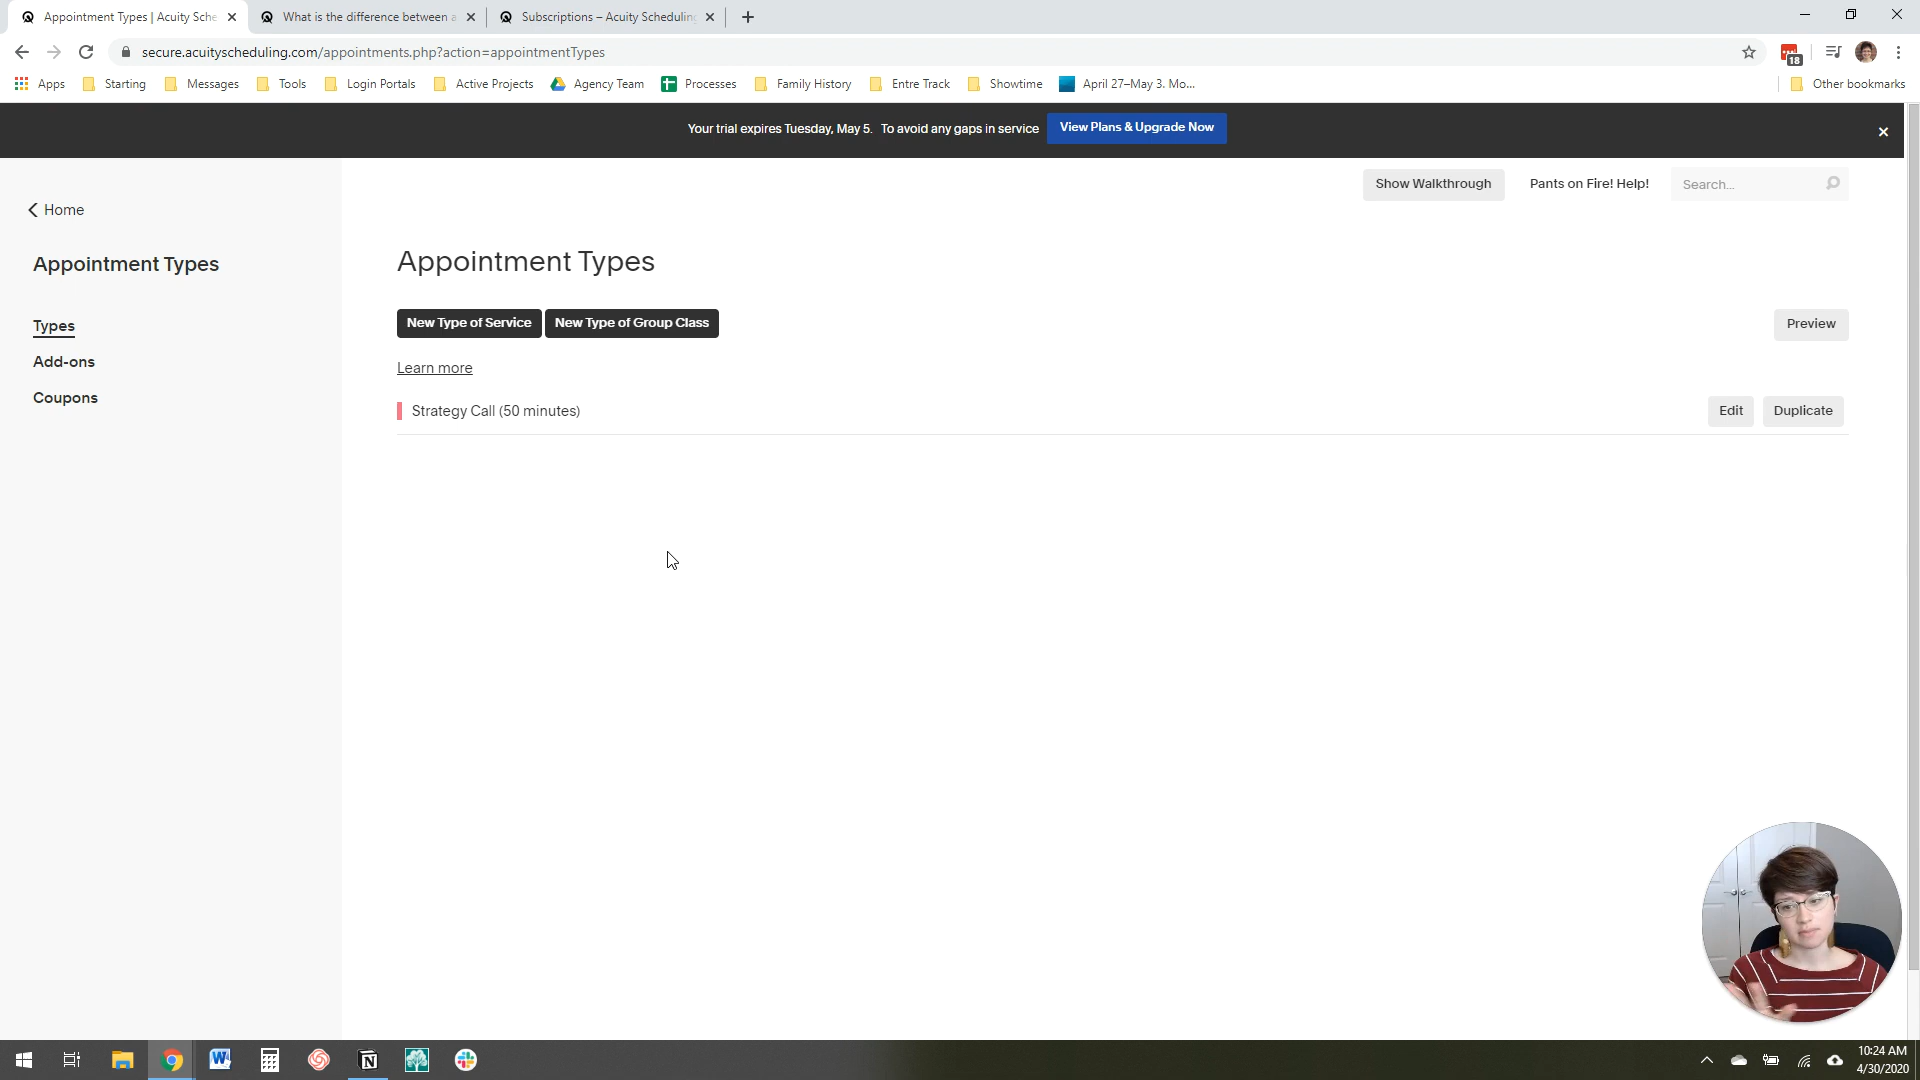 Appointment Types | Acuity Sche
What is the difference between a
Subscriptions – Acuity Scheduling
secure.acuityscheduling.com/appointments.php?action=appointmentTypes
18
Apps
Starting
Messages
Tools
Login Portals
Active Projects
Agency Team
Processes
Family History
Entre Track
Showtime
April 27–May 3. Mo...
Other bookmarks
Your trial expires Tuesday, May 5. To avoid any gaps in service
View Plans & Upgrade Now
Show Walkthrough
Pants on Fire! Help!
Search...
Home
Appointment Types
Types
Add-ons
Coupons
Appointment Types
New Type of Service
New Type of Group Class
Preview
Learn more
Strategy Call (50 minutes)
Edit
Duplicate
10:24 AM
4/30/2020